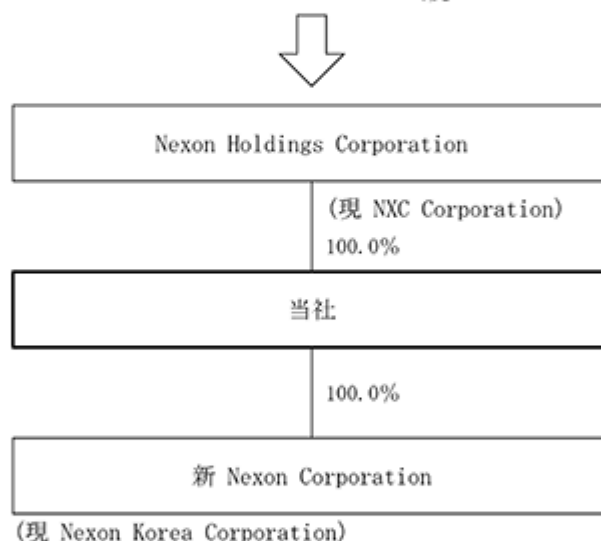 Nexon Holdings Corporation
(現 NXC Corporation)
100.0%
当社
100.0%
新 Nexon Corporation
(現 Nexon Korea Corporation)